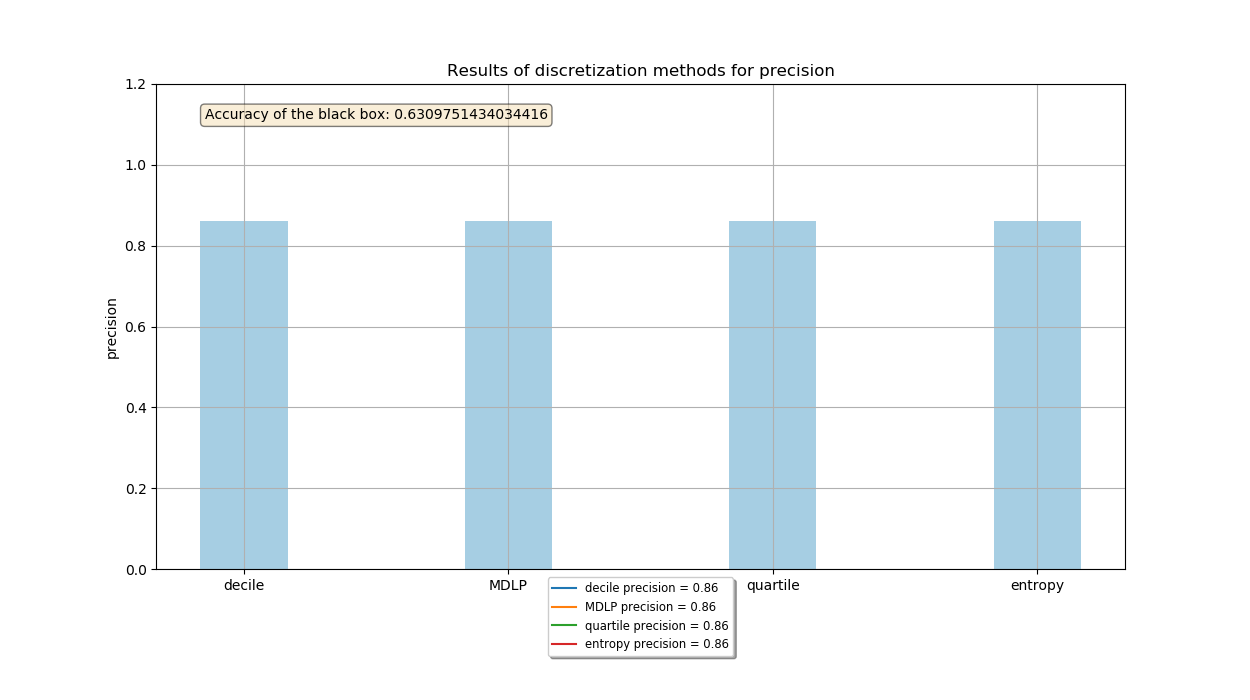 Results of discretization methods for precision
1.2
Accuracy of the black box: 0.6309751434034416
1.0
0.8
0.6
precision
0.4
0.2
0.0
decile
MDLP
quartile
entropy
decile precision = 0.86
MDLP precision = 0.86
quartile precision = 0.86
entropy precision = 0.86